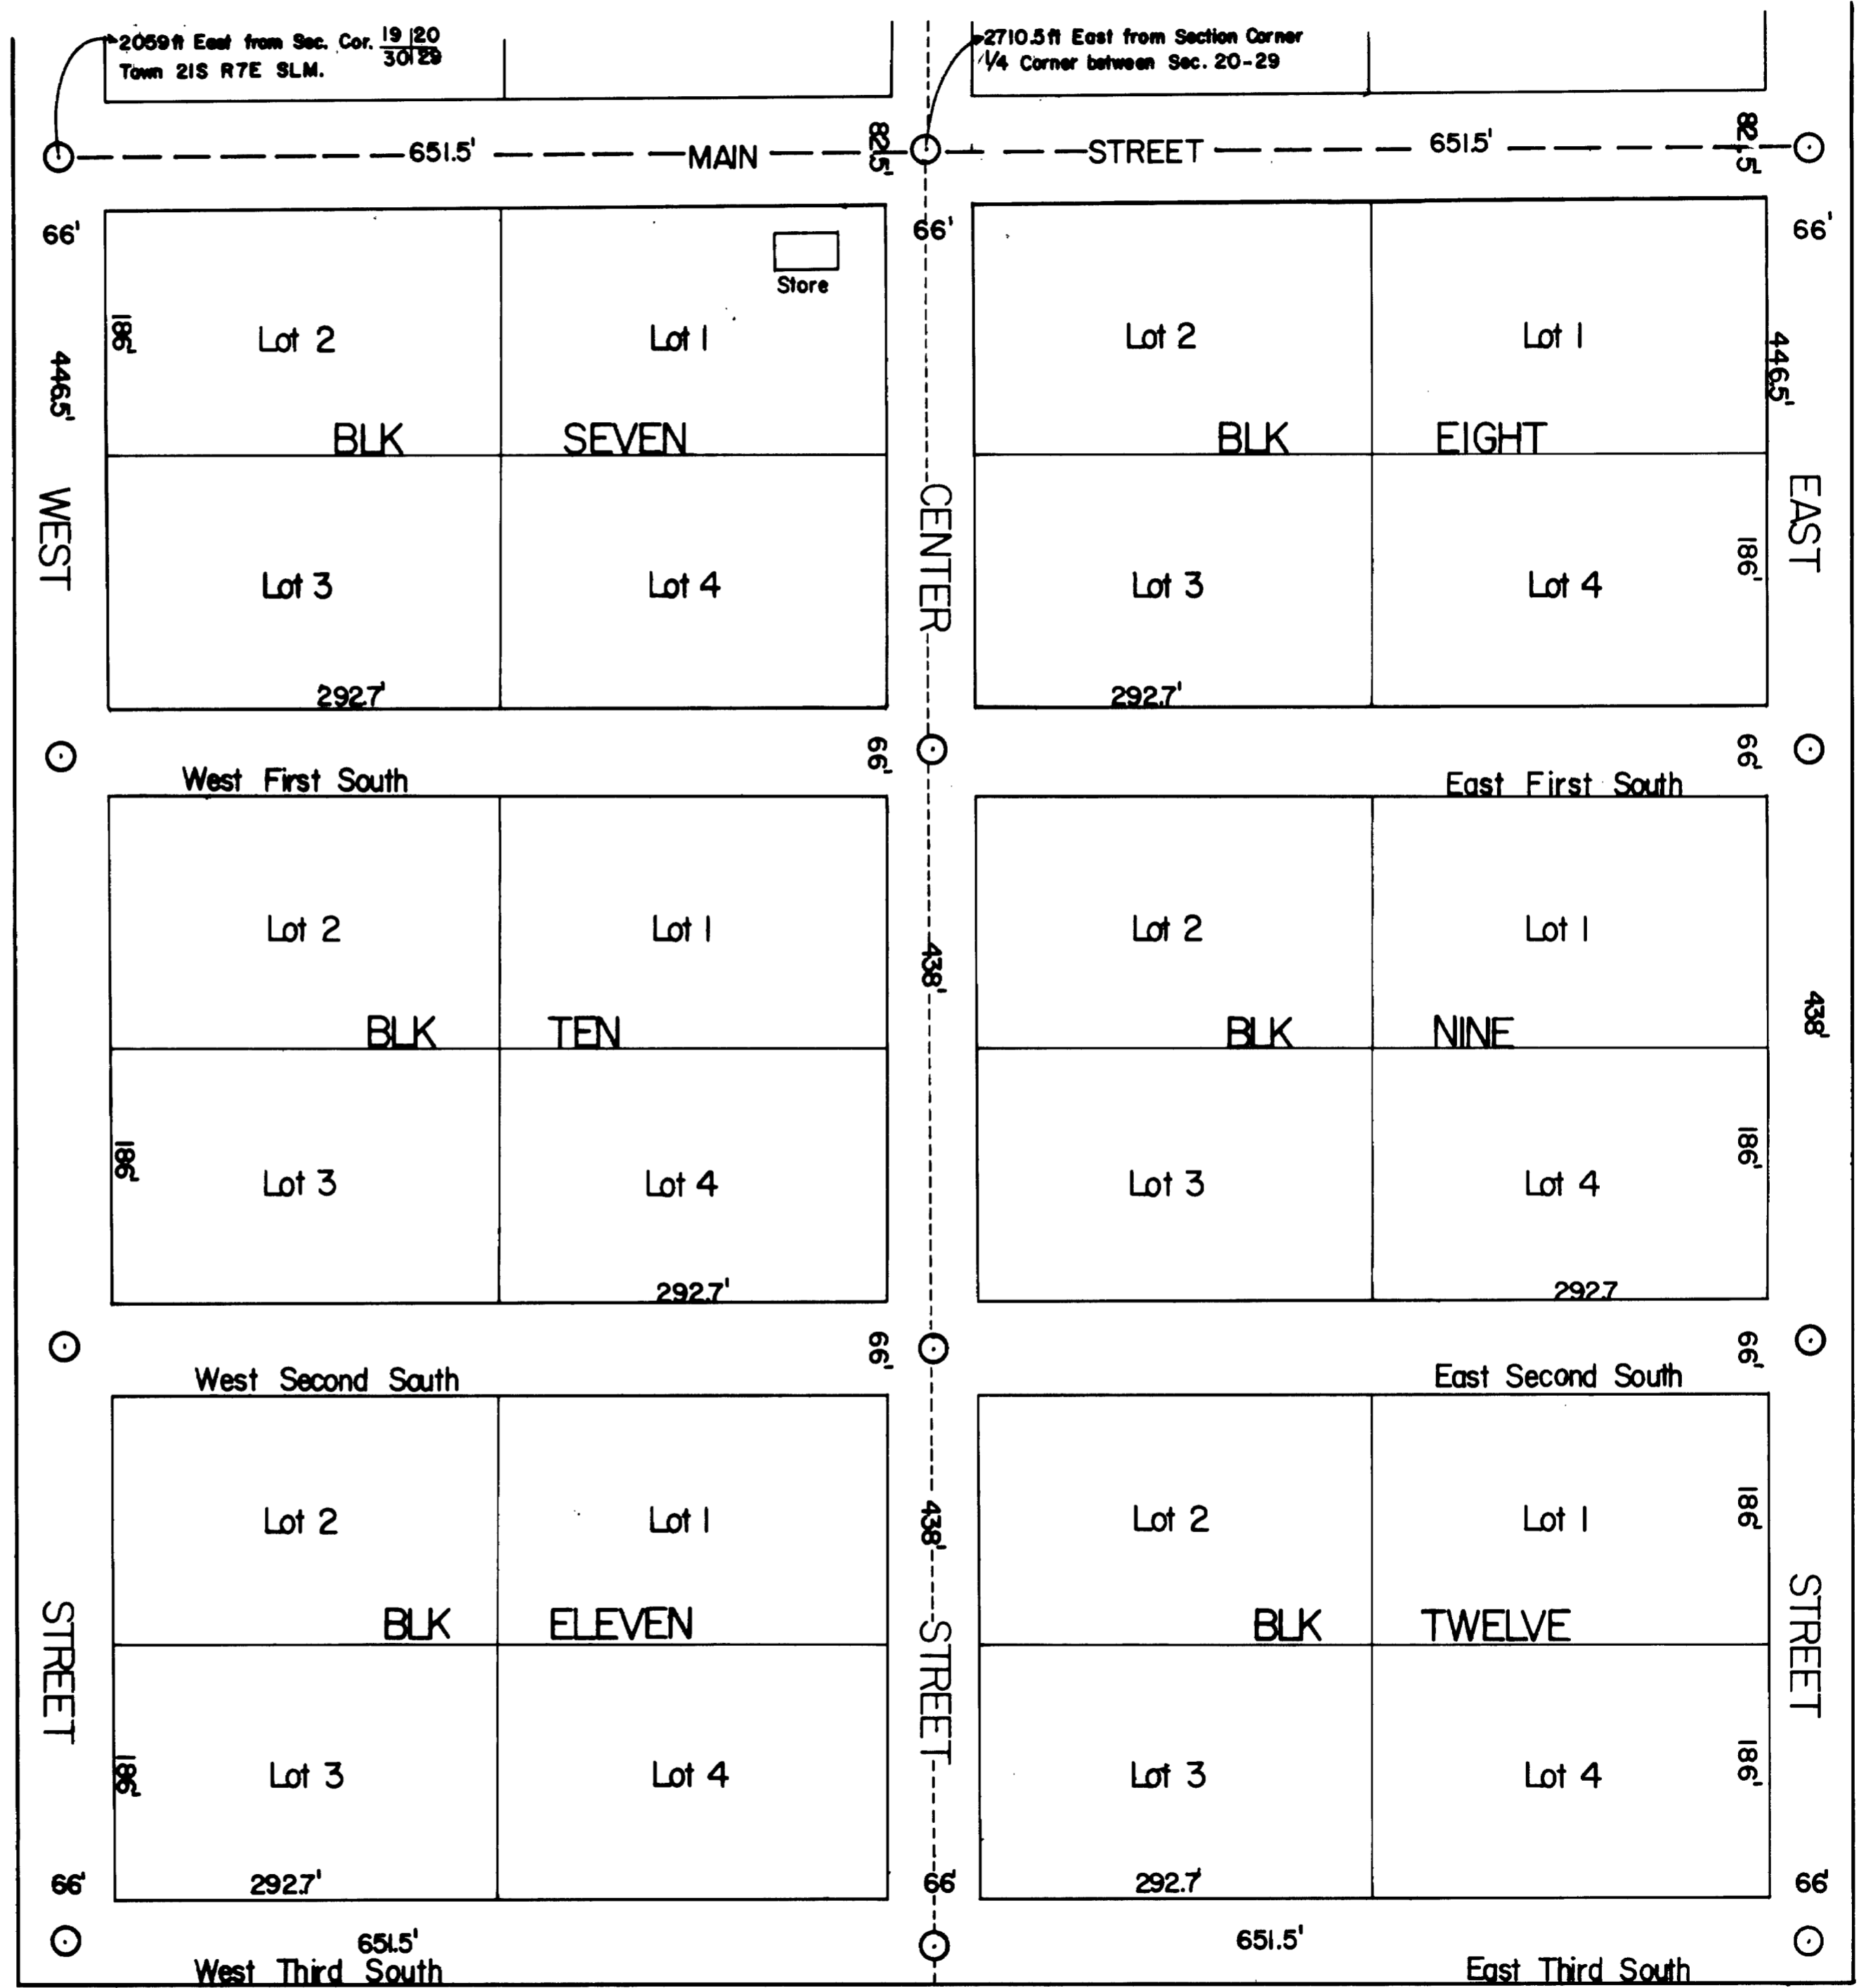 2059 ft East from Sec. Cor. 19 | 20
30 | 29
Town 21S R7E SLM.
2710.5 ft East from Section Corner
1/4 Corner between Sec. 20-29
651.5' MAIN 82.5' STREET 651.5' 82.5'
66' 66' 66'
Store
186'
Lot 2 Lot 1 Lot 2 Lot 1
446.5' 446.5'
BLK SEVEN BLK EIGHT
WEST CENTER EAST
Lot 3 Lot 4 Lot 3 Lot 4
186'
292.7' 292.7'
66' 66'
West First South East First South
Lot 2 Lot 1 Lot 2 Lot 1
438' 438'
BLK TEN BLK NINE
186' 186'
Lot 3 Lot 4 Lot 3 Lot 4
292.7' 292.7
66' 66'
West Second South East Second South
Lot 2 Lot 1 Lot 2 Lot 1
438' 186'
BLK ELEVEN BLK TWELVE
STREET STREET STREET
186' 186'
Lot 3 Lot 4 Lot 3 Lot 4
66' 292.7' 66' 292.7' 66'
651.5' 651.5'
West Third South East Third South